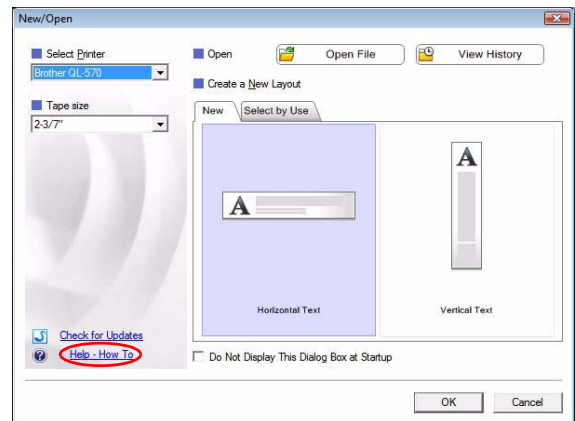 New/Open
Select Printer
Brother QL-570
Tape size
2-3/7"
Check for Updates
Help - How To
Open
Open File
View History
Create a New Layout
New
Select by Use
A
Horizontal Text
A
Vertical Text
Do Not Display This Dialog Box at Startup
OK
Cancel